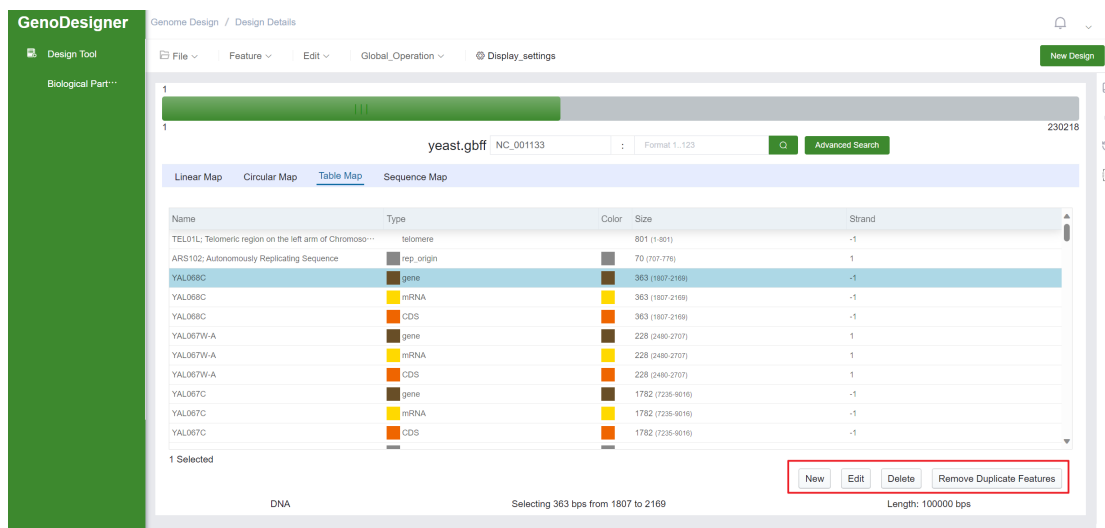 GenoDesigner
Genome Design / Design Details
Design Tool
File Feature Edit Global_Operation Display_settings New Design
Biological Part···
1
1 230218
yeast.gbff NC_001133 : Format 1..123 Advanced Search
Linear Map Circular Map Table Map Sequence Map
Name Type Color Size Strand
TEL01L; Telomeric region on the left arm of Chromoso··· telomere 801 (1-801) -1
ARS102; Autonomously Replicating Sequence rep_origin 70 (707-776) 1
YAL068C gene 363 (1807-2169) -1
YAL068C mRNA 363 (1807-2169) -1
YAL068C CDS 363 (1807-2169) -1
YAL067W-A gene 228 (2480-2707) 1
YAL067W-A mRNA 228 (2480-2707) 1
YAL067W-A CDS 228 (2480-2707) 1
YAL067C gene 1782 (7235-9016) -1
YAL067C mRNA 1782 (7235-9016) -1
YAL067C CDS 1782 (7235-9016) -1
1 Selected
New Edit Delete Remove Duplicate Features
DNA Selecting 363 bps from 1807 to 2169 Length: 100000 bps